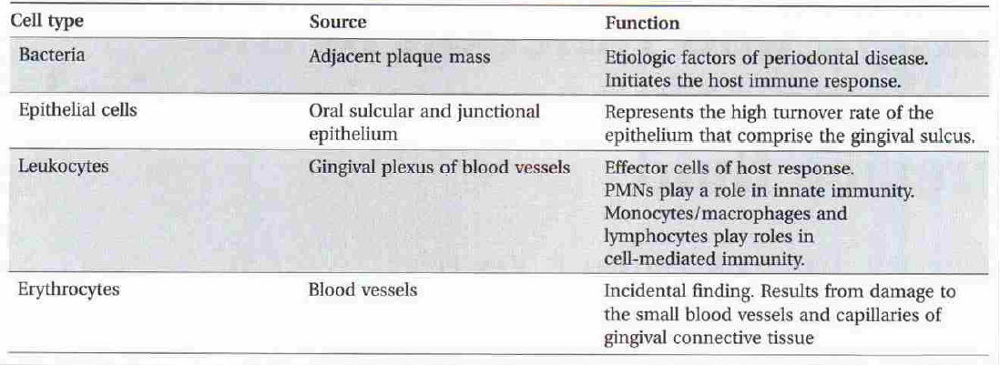 Cell type Source Function
Bacteria Adjacent plaque mass Etiologic factors of periodontal disease.
Initiates the host immune response.
Epithelial cells Oral sulcular and junctional Represents the high turnover rate of the
epithelium epithelium that comprise the gingival sulcus.
Leukocytes Gingival plexus of blood vessels Effector cells of host response.
PMNs play a role in innate immunity.
Monocytes/macrophages and
lymphocytes play roles in
cell-mediated immunity.
Erythrocytes Blood vessels Incidental finding. Results from damage to
the small blood vessels and capillaries of
gingival connective tissue